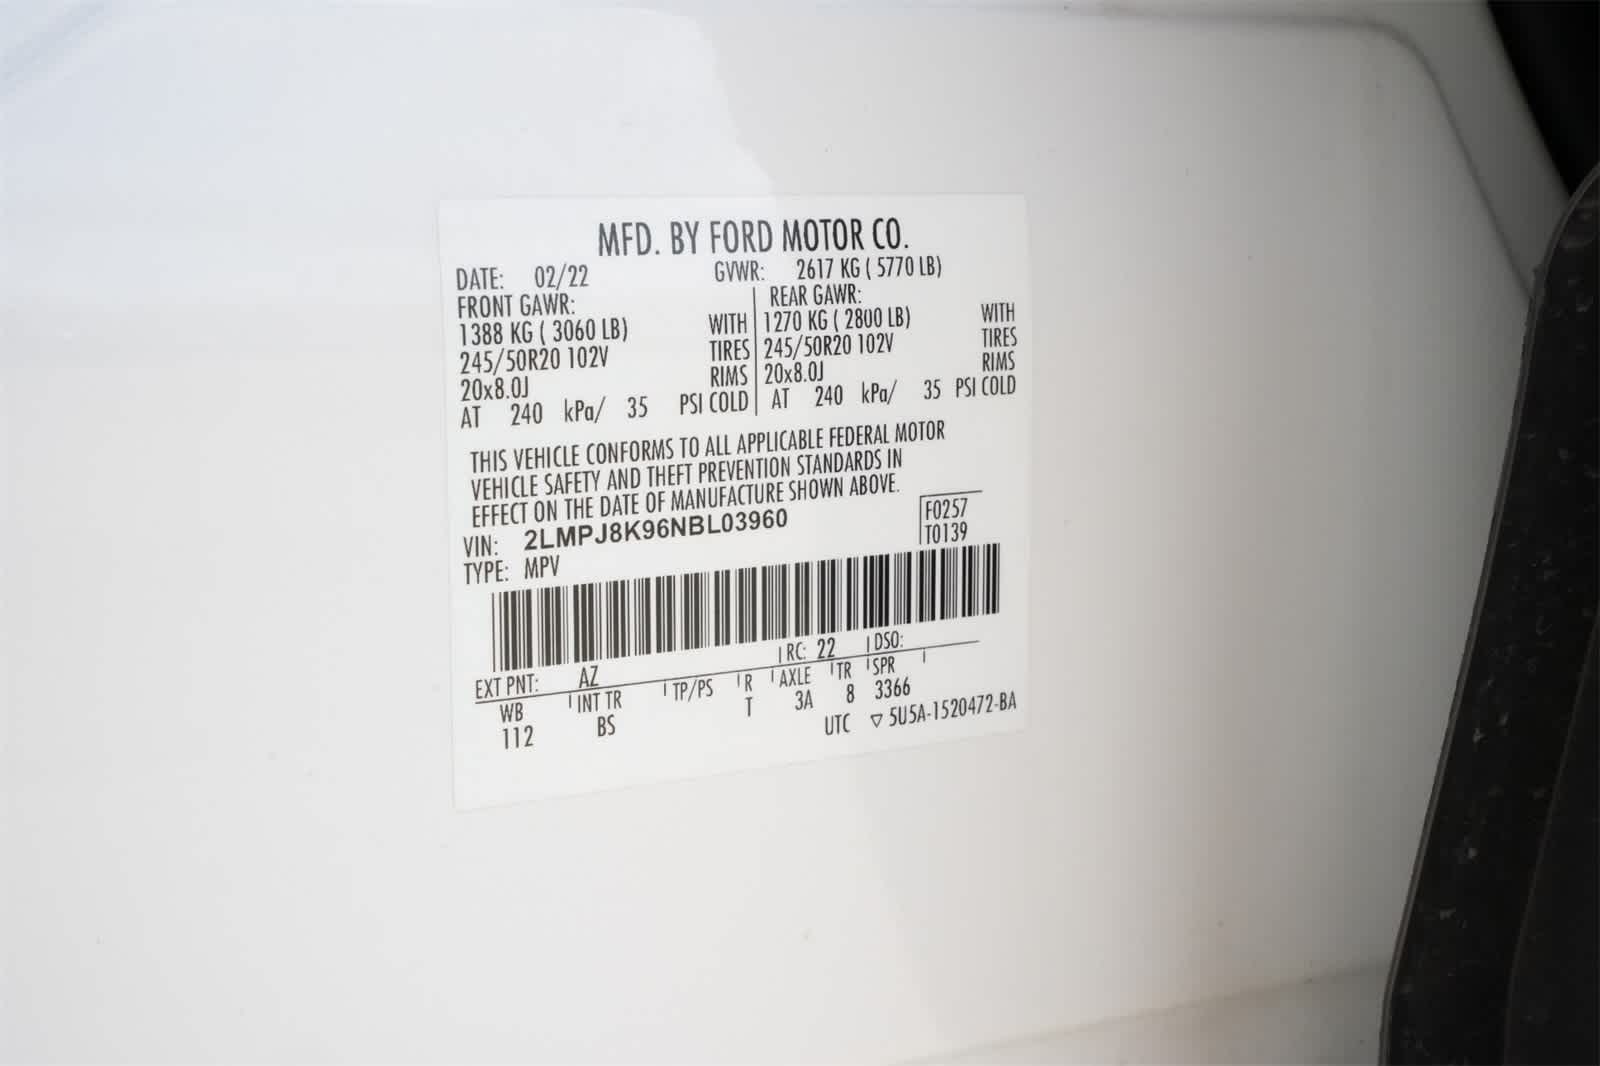 MFD. BY FORD MOTOR CO.
DATE: 02/22 GVWR: 2617 KG ( 5770 LB)
FRONT GAWR: REAR GAWR:
1388 KG ( 3060 LB) WITH 1270 KG ( 2800 LB) WITH
245/50R20 102V TIRES 245/50R20 102V TIRES
20x8.0J RIMS 20x8.0J RIMS
AT 240 kPa/ 35 PSI COLD AT 240 kPa/ 35 PSI COLD
THIS VEHICLE CONFORMS TO ALL APPLICABLE FEDERAL MOTOR
VEHICLE SAFETY AND THEFT PREVENTION STANDARDS IN
EFFECT ON THE DATE OF MANUFACTURE SHOWN ABOVE.
VIN: 2LMPJ8K96NBL03960 F0257
TYPE: MPV T0139
EXT PNT: AZ RC: 22 DSO:
WB INT TR TP/PS R AXLE TR SPR
112 BS T 3A 8 3366
UTC ▽ 5U5A-1520472-BA